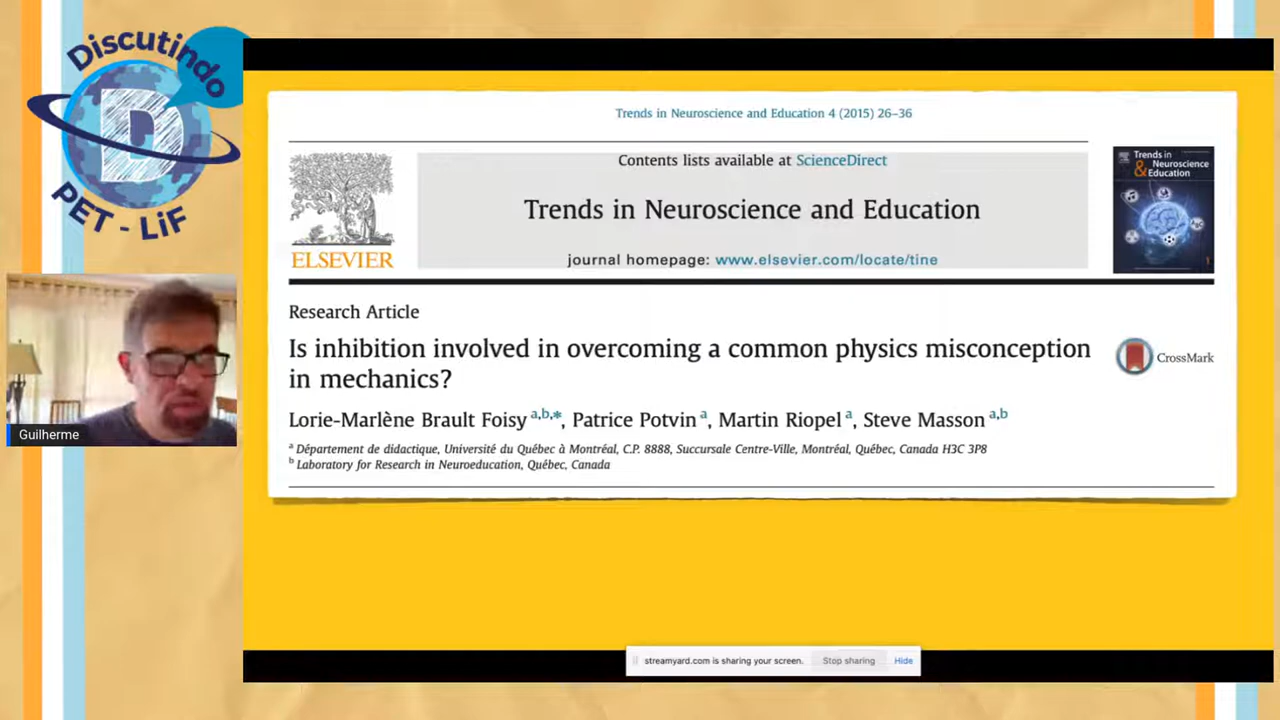 Discutindo
D
PET - LiF
Guilherme
Trends in Neuroscience and Education 4 (2015) 26–36
Contents lists available at ScienceDirect
Trends in Neuroscience and Education
journal homepage: www.elsevier.com/locate/tine
ELSEVIER
Trends in
Neuroscience
& Education
Research Article
Is inhibition involved in overcoming a common physics misconception
in mechanics?
CrossMark
Lorie-Marlène Brault Foisy a,b,*, Patrice Potvin a, Martin Riopel a, Steve Masson a,b
a Département de didactique, Université du Québec à Montréal, C.P. 8888, Succursale Centre-Ville, Montréal, Québec, Canada H3C 3P8
b Laboratory for Research in Neuroeducation, Québec, Canada
streamyard.com is sharing your screen.
Stop sharing
Hide